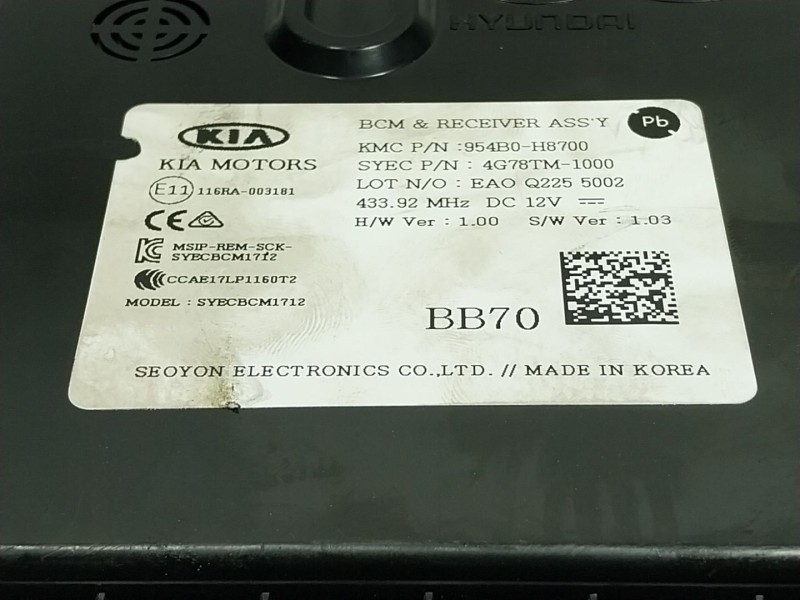 HYUNDAI
KIA
KIA MOTORS
E11 116RA-003181
CE
MSIP-REM-SCK-
SYECBCM1712
CCAE17LP1160T2
MODEL : SYECBCM1712
BCM & RECEIVER ASS'Y
Pb
KMC P/N :954B0-H8700
SYEC P/N : 4G78TM-1000
LOT N/O : EAO Q225 5002
433.92 MHz DC 12V
H/W Ver : 1.00 S/W Ver : 1.03
BB70
SEOYON ELECTRONICS CO.,LTD. // MADE IN KOREA